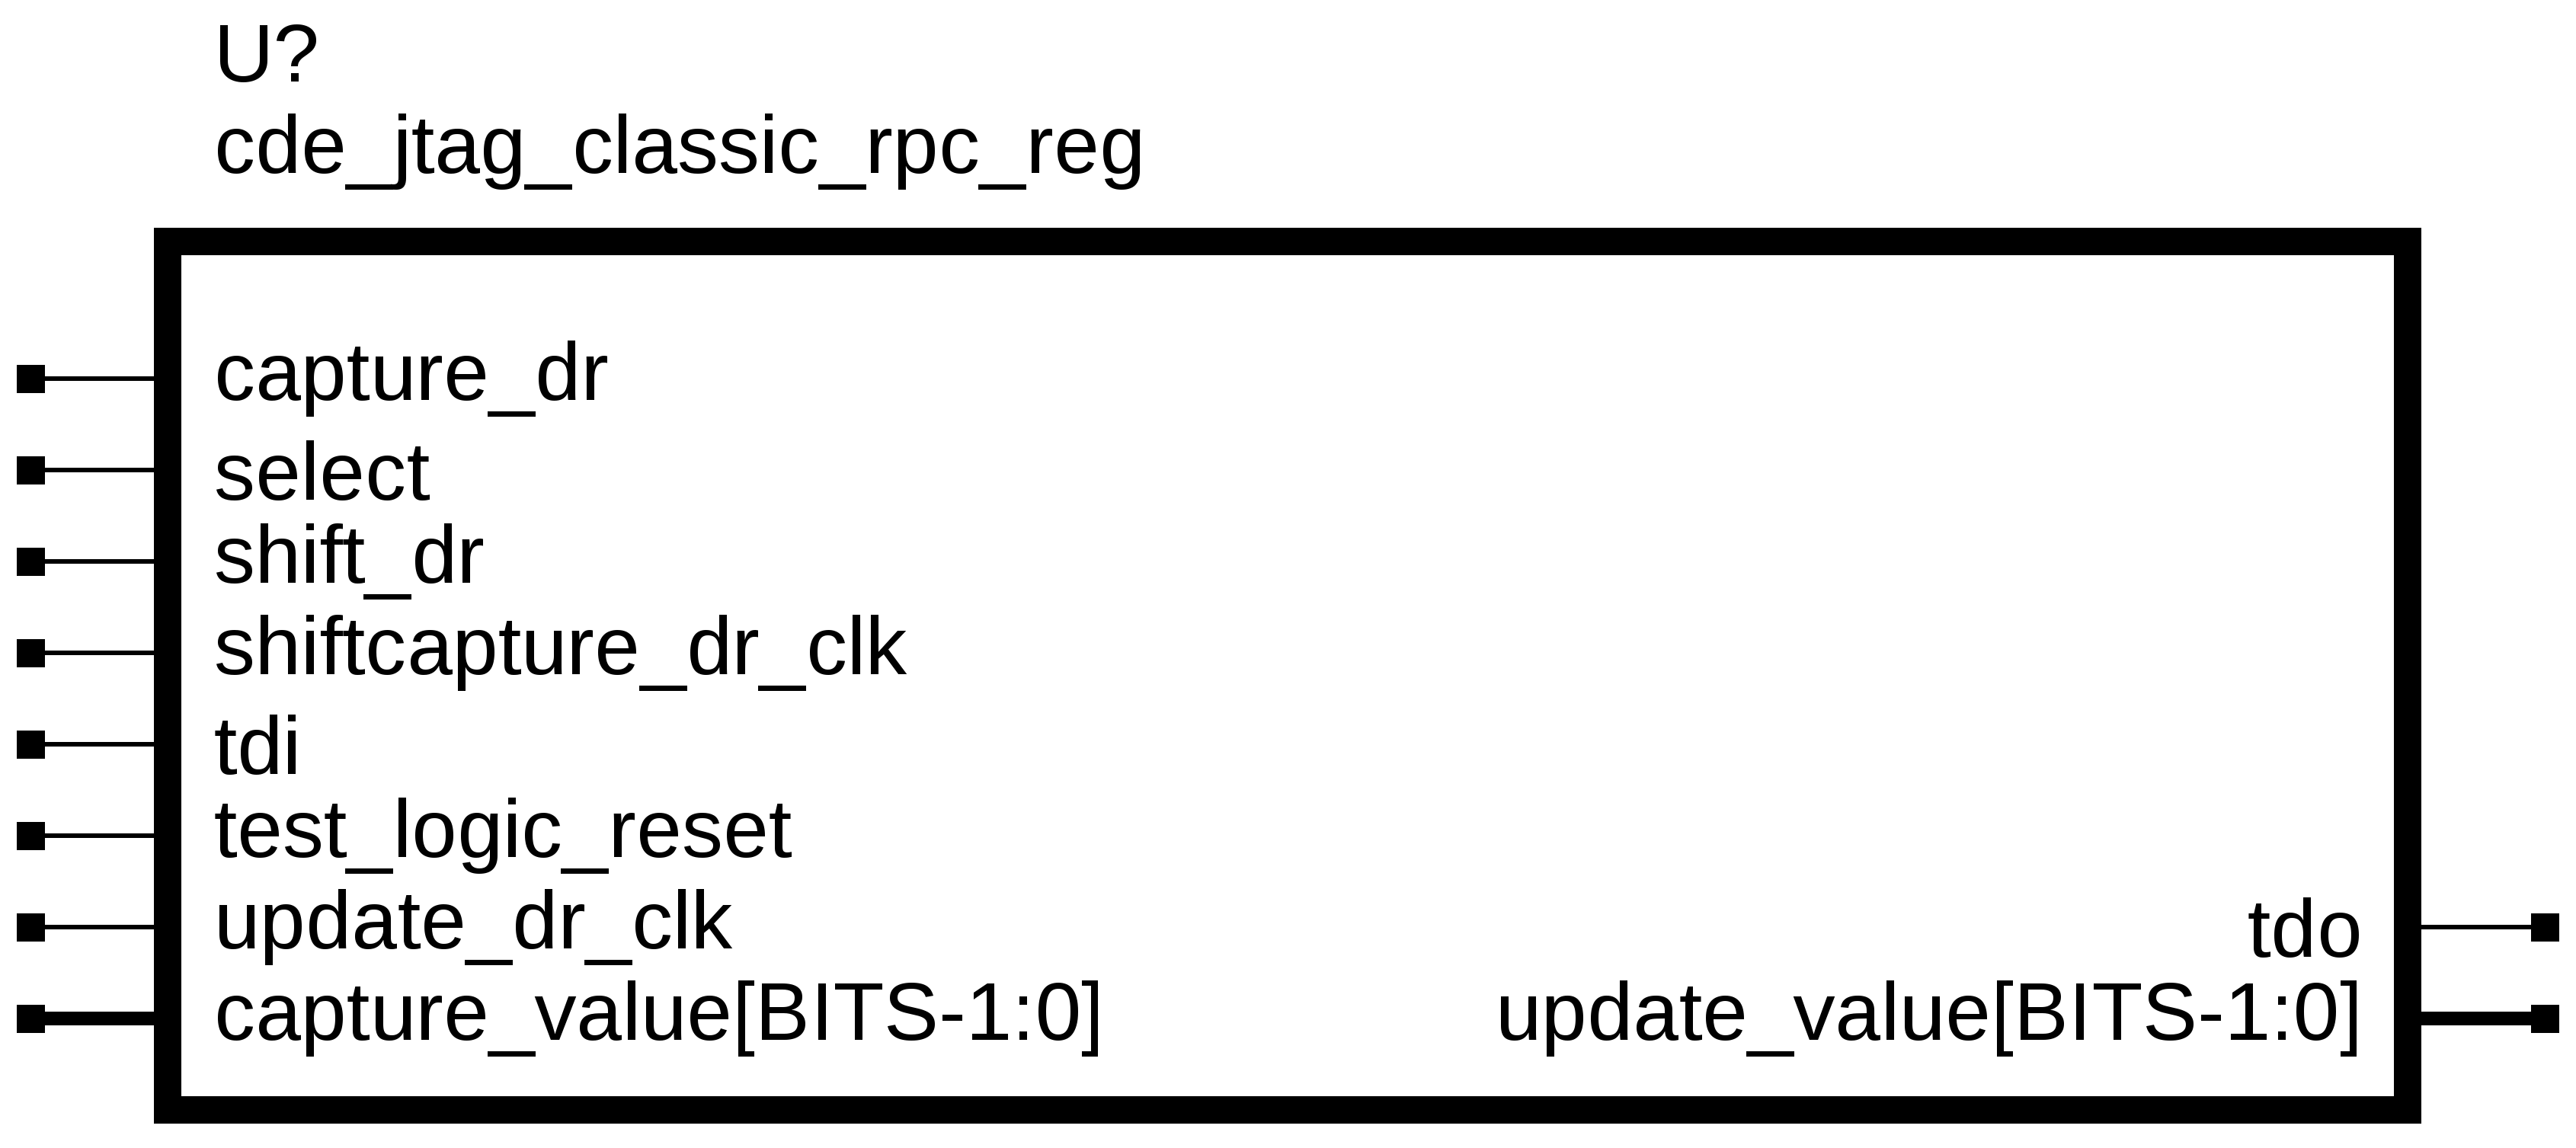 U?
cde_jtag_classic_rpc_reg
capture_dr
select
shift_dr
shiftcapture_dr_clk
tdi
test_logic_reset
update_dr_clk
tdo
capture_value[BITS-1:0]
update_value[BITS-1:0]